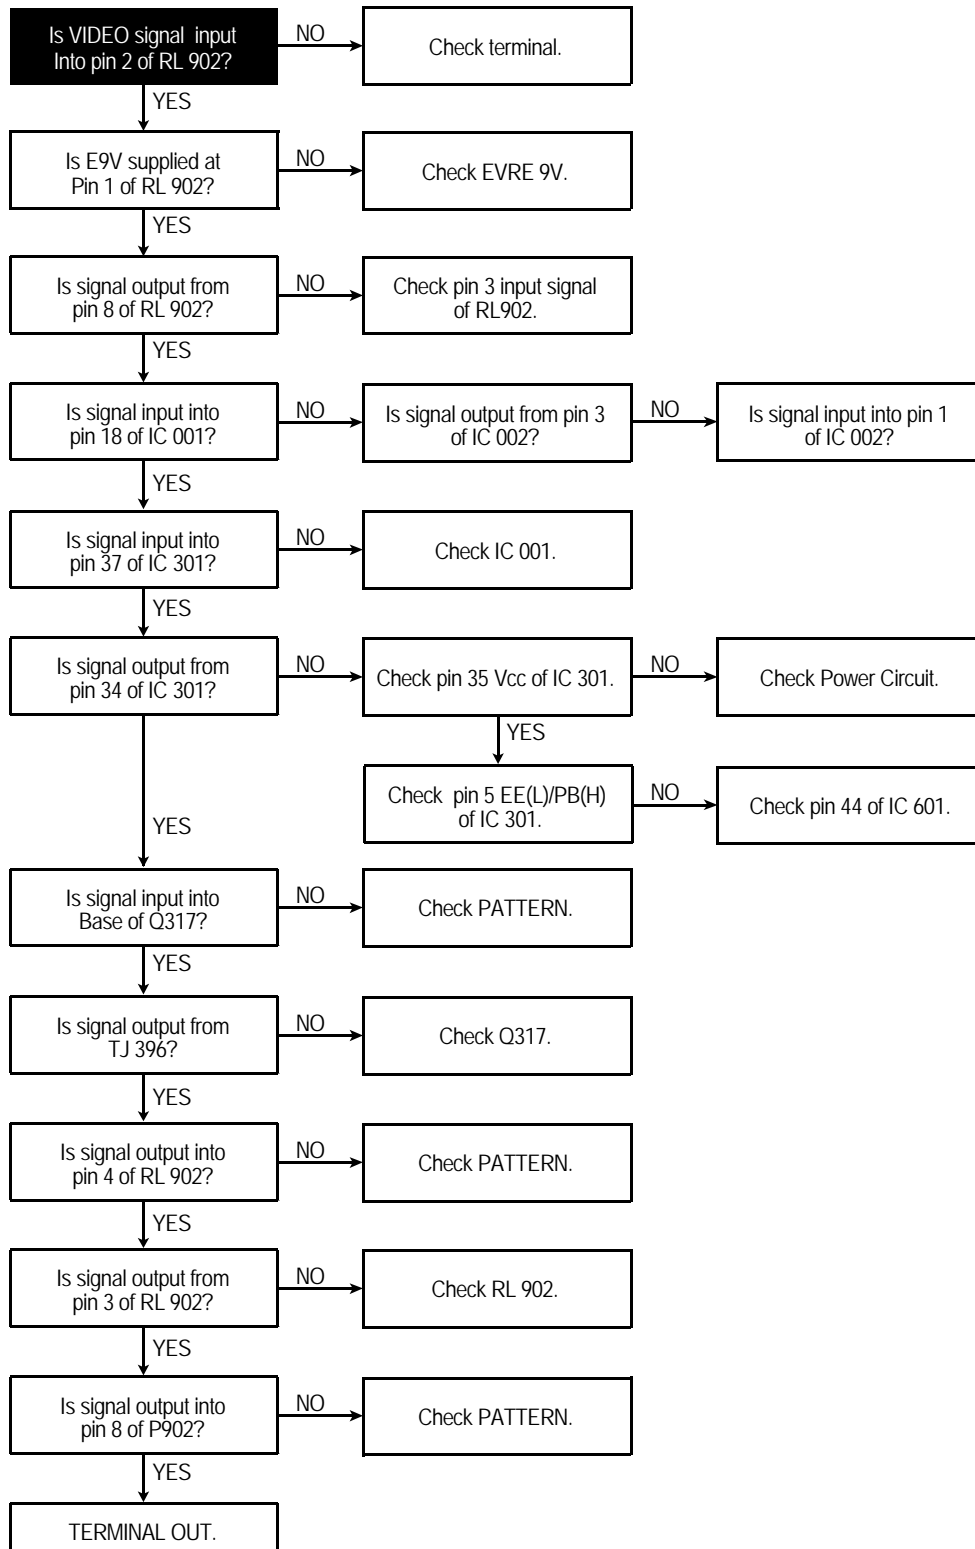 Is VIDEO signal input
Into pin 2 of RL 902?
NO
Check terminal.
YES
Is E9V supplied at
Pin 1 of RL 902?
NO
Check EVRE 9V.
YES
Is signal output from
pin 8 of RL 902?
NO
Check pin 3 input signal
of RL902.
YES
Is signal input into
pin 18 of IC 001?
NO
Is signal output from pin 3
of IC 002?
NO
Is signal input into pin 1
of IC 002?
YES
Is signal input into
pin 37 of IC 301?
NO
Check IC 001.
YES
Is signal output from
pin 34 of IC 301?
NO
Check pin 35 Vcc of IC 301.
NO
Check Power Circuit.
YES
Check pin 5 EE(L)/PB(H)
of IC 301.
NO
Check pin 44 of IC 601.
YES
Is signal input into
Base of Q317?
NO
Check PATTERN.
YES
Is signal output from
TJ 396?
NO
Check Q317.
YES
Is signal output into
pin 4 of RL 902?
NO
Check PATTERN.
YES
Is signal output from
pin 3 of RL 902?
NO
Check RL 902.
YES
Is signal output into
pin 8 of P902?
NO
Check PATTERN.
YES
TERMINAL OUT.